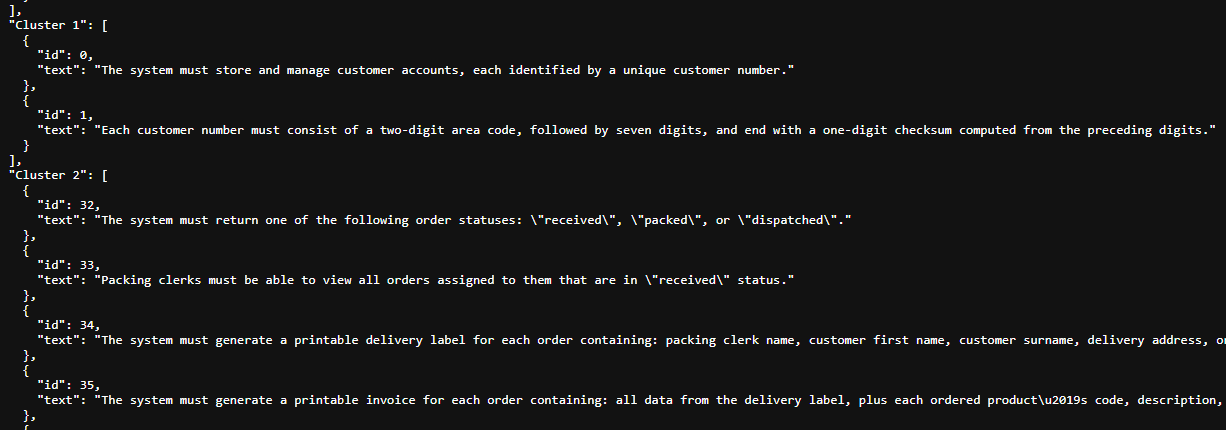 ],
"Cluster 1": [
{
"id": 0,
"text": "The system must store and manage customer accounts, each identified by a unique customer number."
},
{
"id": 1,
"text": "Each customer number must consist of a two-digit area code, followed by seven digits, and end with a one-digit checksum computed from the preceding digits."
}
],
"Cluster 2": [
{
"id": 32,
"text": "The system must return one of the following order statuses: \"received\", \"packed\", or \"dispatched\"."
},
{
"id": 33,
"text": "Packing clerks must be able to view all orders assigned to them that are in \"received\" status."
},
{
"id": 34,
"text": "The system must generate a printable delivery label for each order containing: packing clerk name, customer first name, customer surname, delivery address,
},
{
"id": 35,
"text": "The system must generate a printable invoice for each order containing: all data from the delivery label, plus each ordered product\u2019s code, description,
},
{